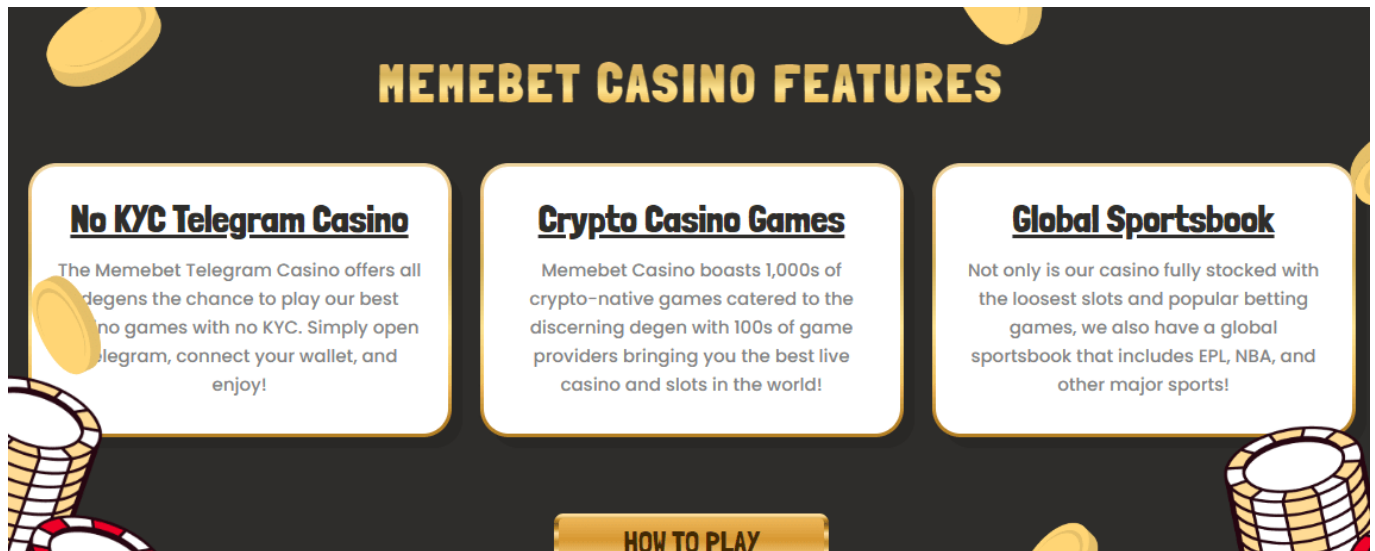 MEMEBET CASINO FEATURES
No KYC Telegram Casino
The Memebet Telegram Casino offers all
degens the chance to play our best
games with no KYC. Simply open
connect your wallet, and
enjoy!
Crypto Casino Games
Memebet Casino boasts 1,000s of
crypto-native games catered to the
discerning degen with 100s of game
providers bringing you the best live
casino and slots in the world!
Global Sportsbook
Not only is our casino fully stocked with
the loosest slots and popular betting
games, we also have a global
sportsbook that includes EPL, NBA, and
other major sports!
HOW TO PLAY